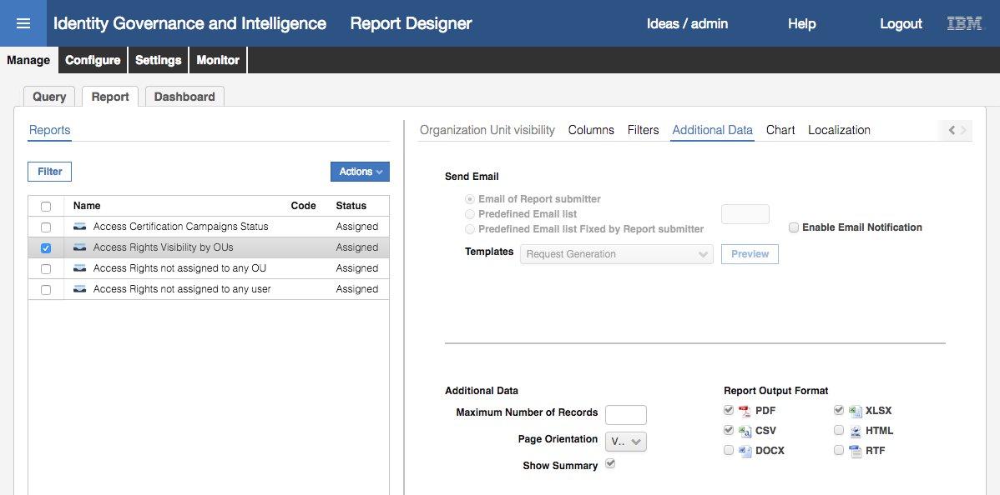 Identity Governance and Intelligence Report Designer Ideas / admin Help Logout IBM
Manage Configure Settings Monitor
Query Report Dashboard
Reports
Filter Actions
Name Code Status
Access Certification Campaigns Status Assigned
Access Rights Visibility by OUs Assigned
Access Rights not assigned to any OU Assigned
Access Rights not assigned to any user Assigned
Organization Unit visibility Columns Filters Additional Data Chart Localization
Send Email
Email of Report submitter
Predefined Email list
Predefined Email list Fixed by Report submitter
Enable Email Notification
Templates Request Generation Preview
Additional Data
Maximum Number of Records
Page Orientation V..
Show Summary
Report Output Format
PDF XLSX
CSV HTML
DOCX RTF